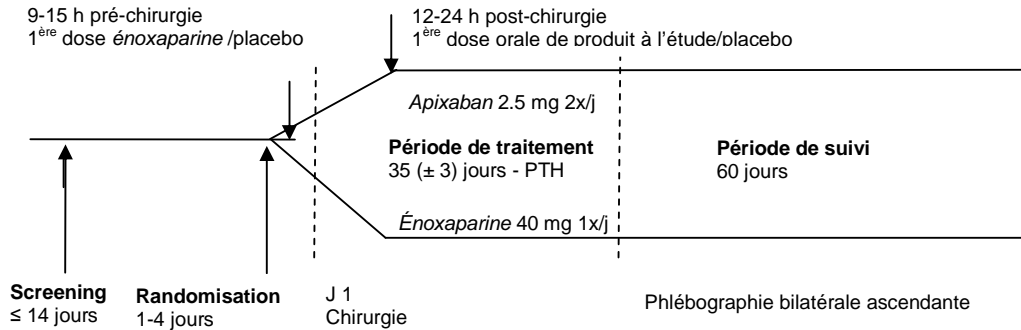 9-15 h pré-chirurgie
1ère dose énoxaparine /placebo
12-24 h post-chirurgie
1ère dose orale de produit à l'étude/placebo
Apixaban 2.5 mg 2x/j
Période de traitement
35 (± 3) jours - PTH
Période de suivi
60 jours
Énoxaparine 40 mg 1x/j
Screening
≤ 14 jours
Randomisation
1-4 jours
J 1
Chirurgie
Phlébographie bilatérale ascendante